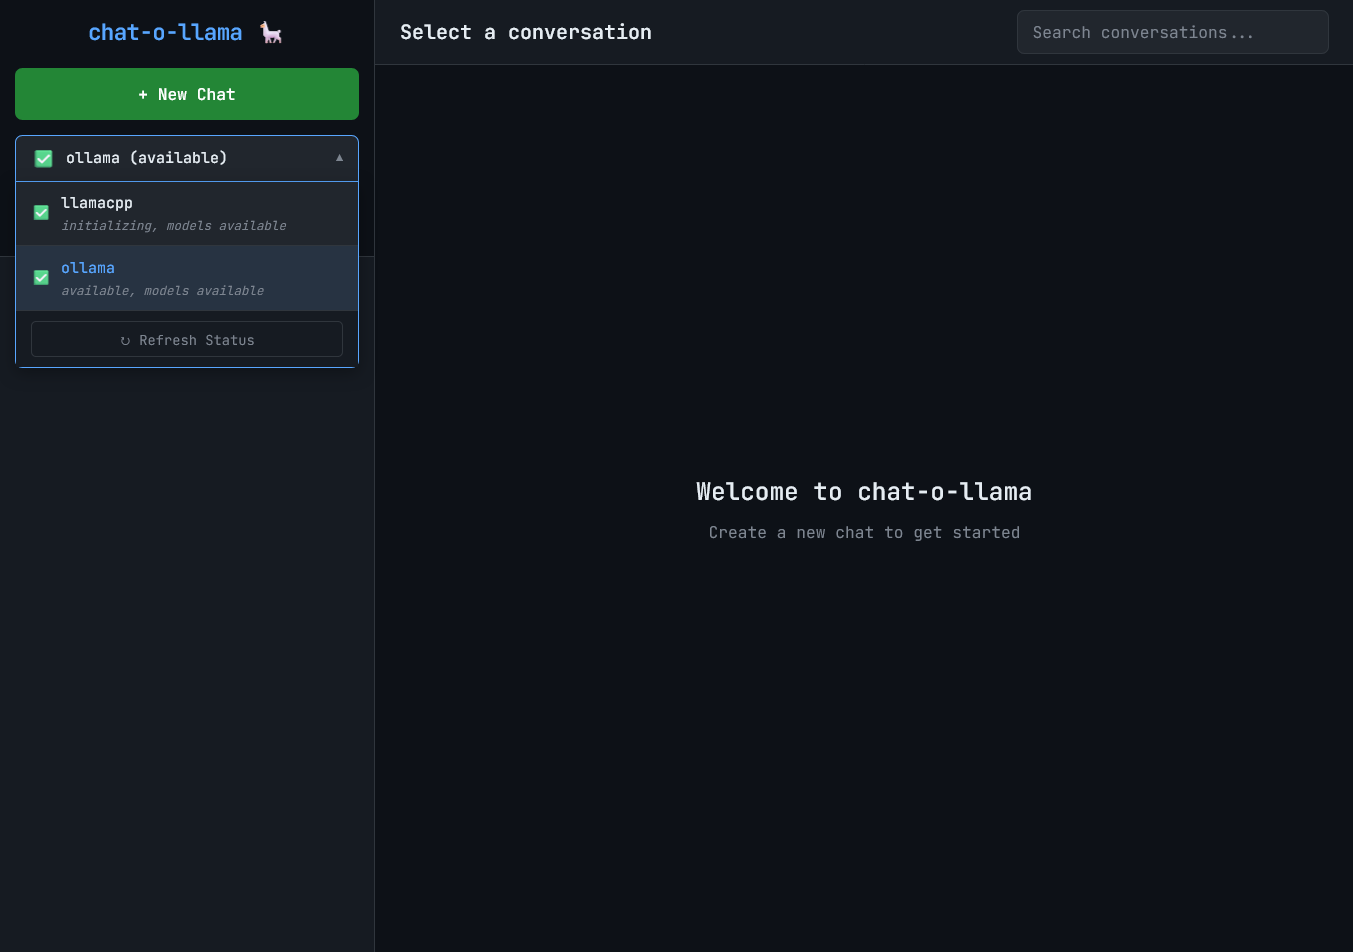 chat-o-llama 🦙
+ New Chat
✅ ollama (available) ▲
✅ llamacpp
initializing, models available
✅ ollama
available, models available
↻ Refresh Status
Select a conversation
Search conversations...
Welcome to chat-o-llama
Create a new chat to get started